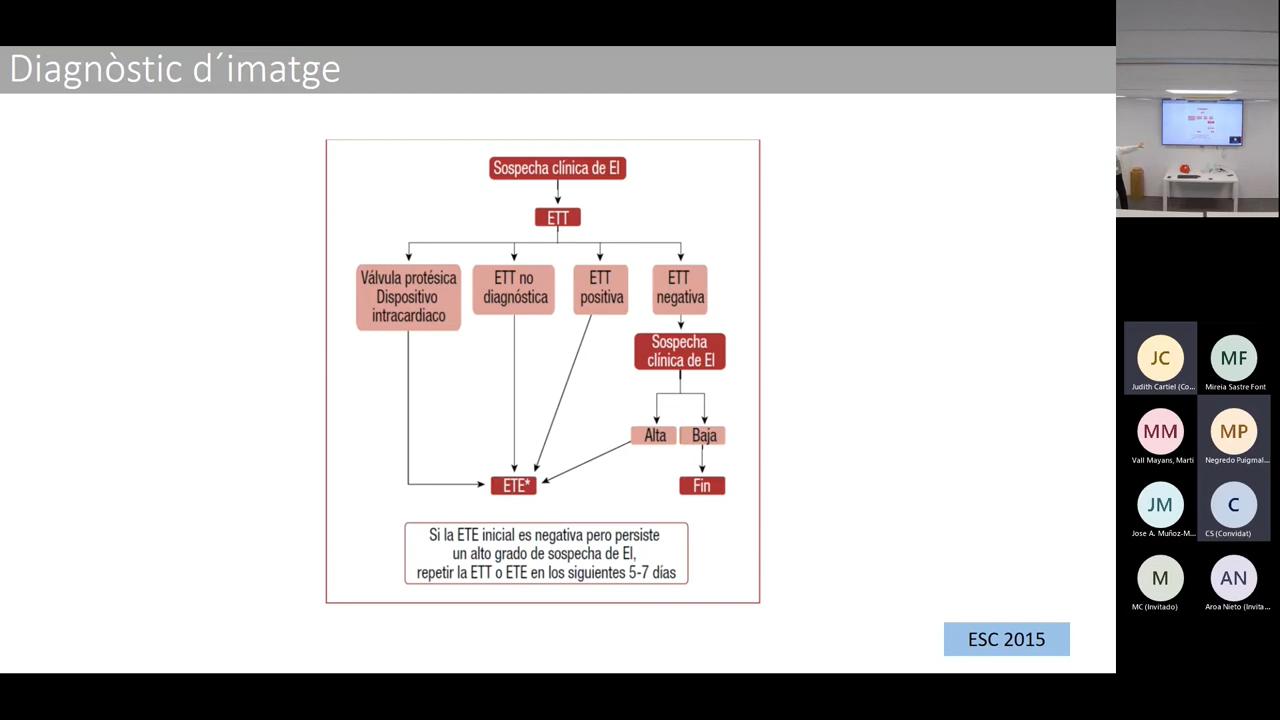 Diagnòstic d´imatge
Sospecha clínica de EI
ETT
Válvula protésica
Dispositivo
intracardiaco
ETT no
diagnóstica
ETT
positiva
ETT
negativa
Sospecha
clínica de EI
Alta
Baja
ETE*
Fin
Si la ETE inicial es negativa pero persiste
un alto grado de sospecha de EI,
repetir la ETT o ETE en los siguientes 5-7 días
ESC 2015
JC
Judith Cartiel (Co...
MF
Mireia Sastre Font
MM
Vall Mayans, Martí
MP
Negredo Puigmal...
JM
Jose A. Muñoz-M...
C
CS (Convidat)
M
MC (Invitado)
AN
Aroa Nieto (Invita...